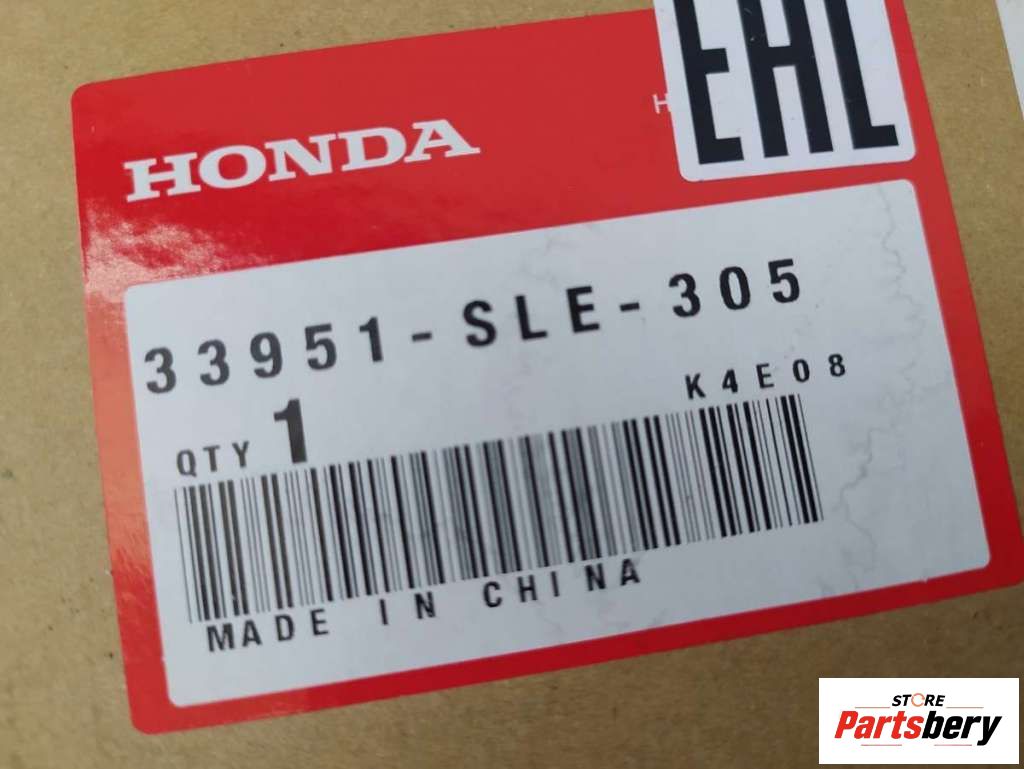 EAC
HONDA
H
33951-SLE-305
K4E08
QTY 1
MADE IN CHINA
STORE
Partsbery